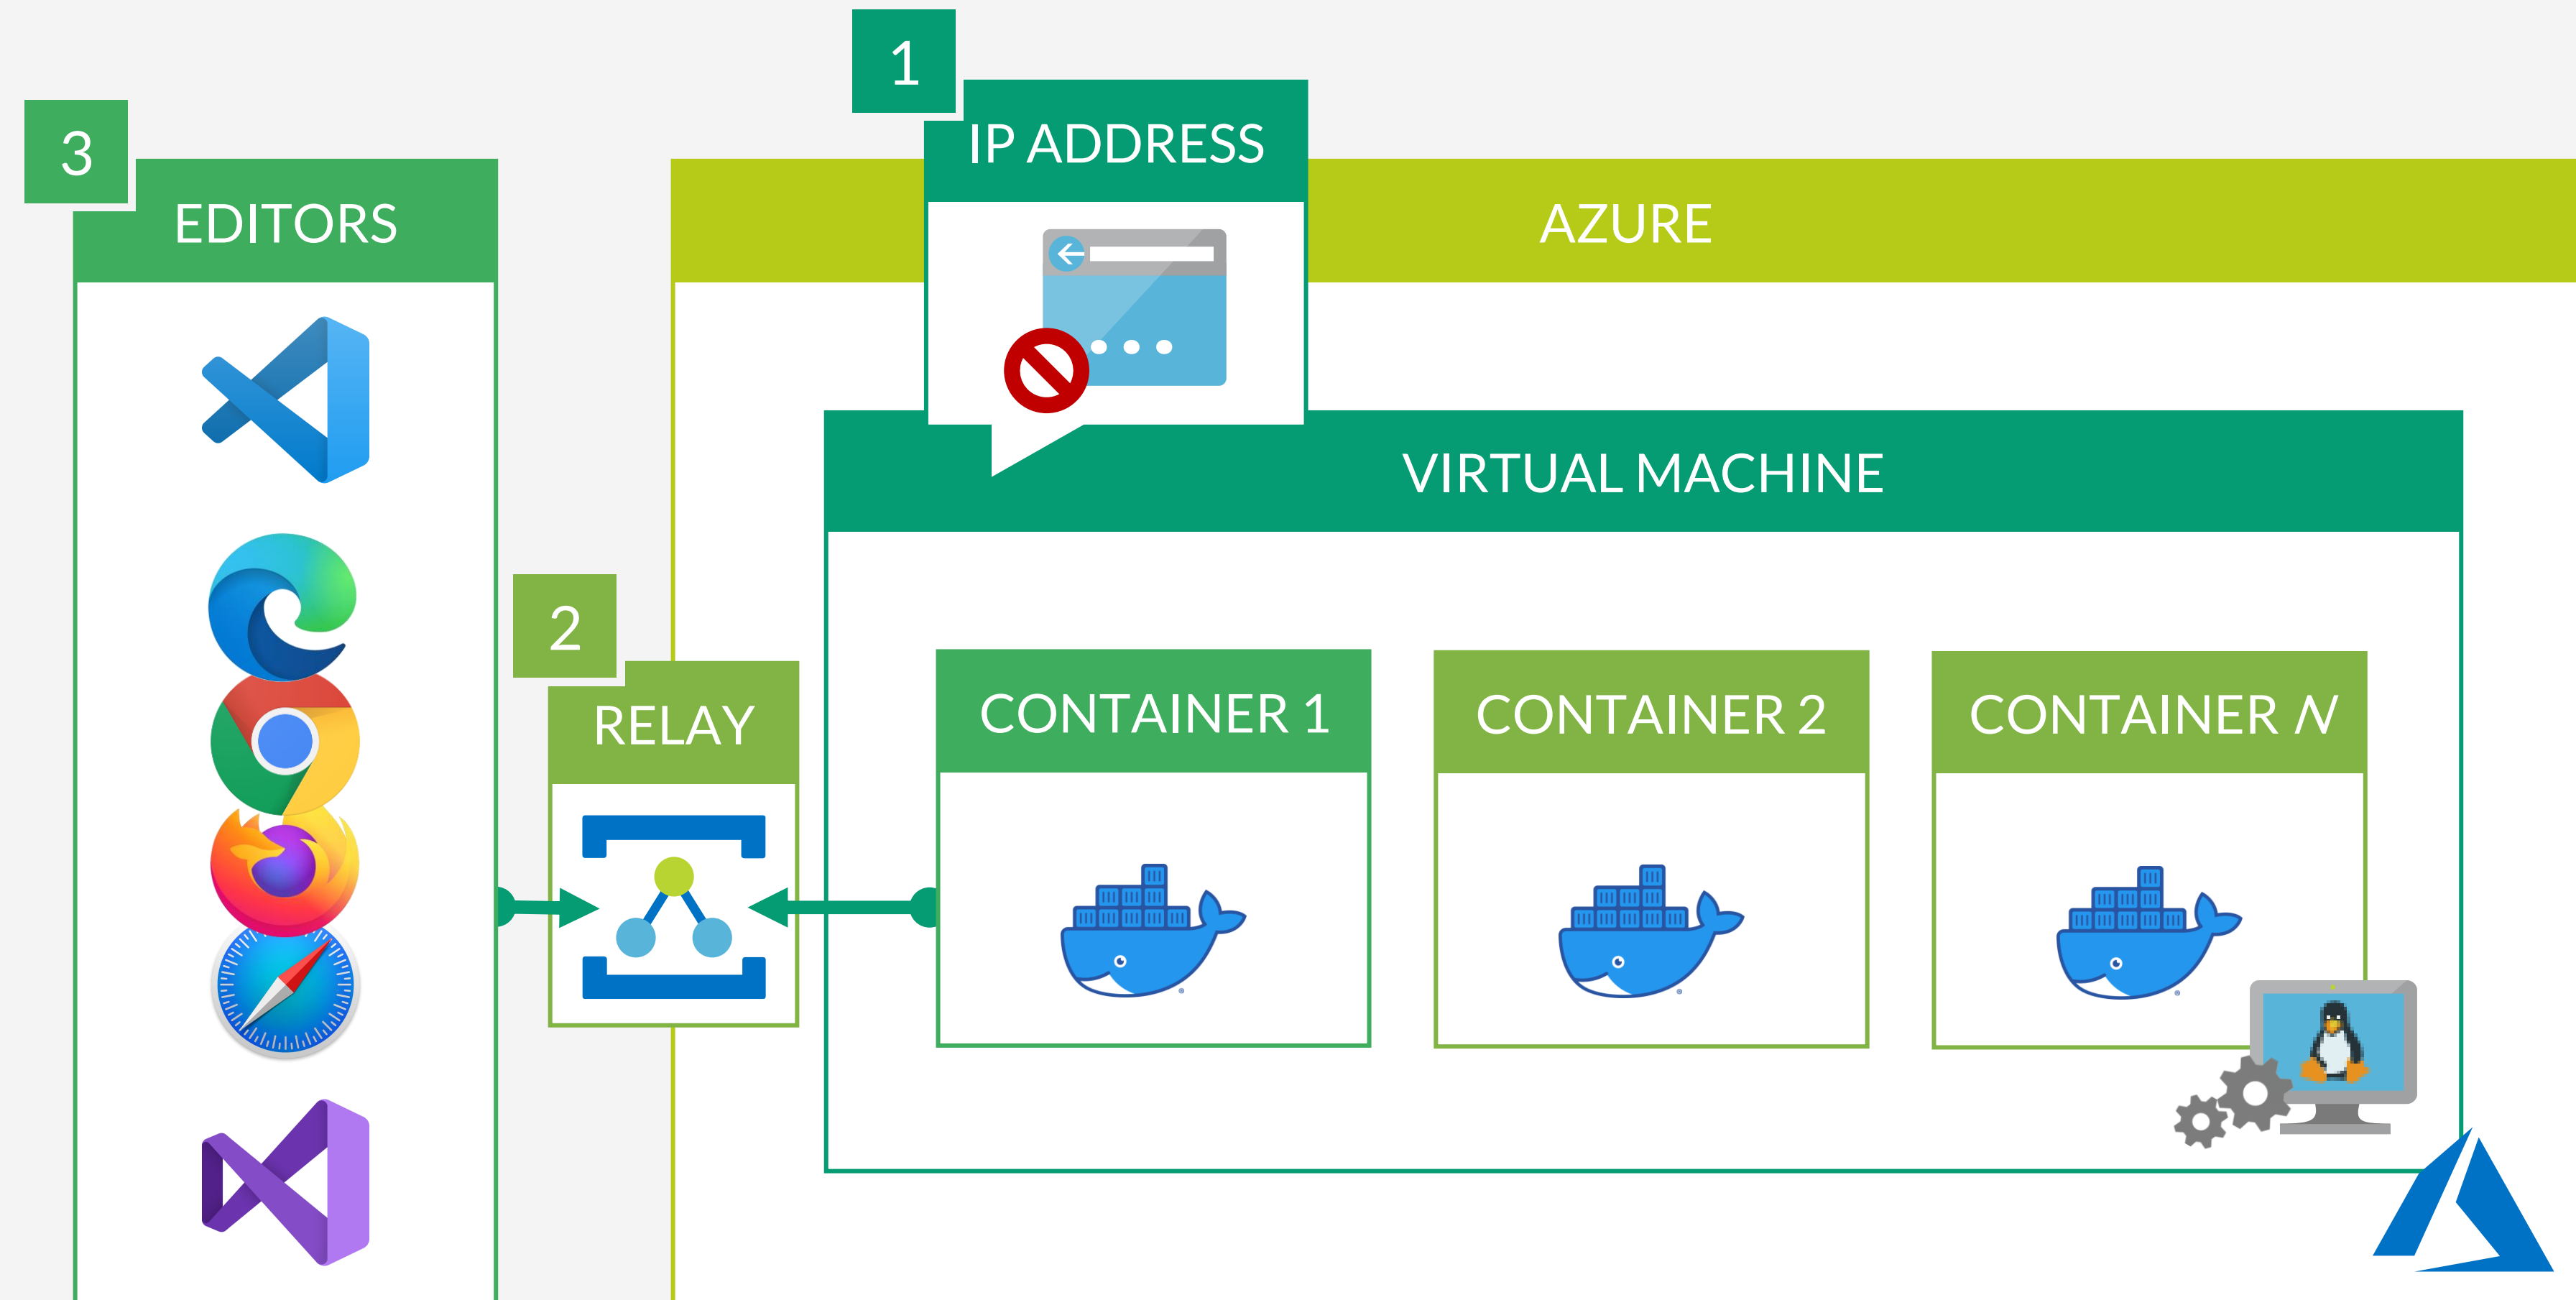 1
IP ADDRESS
3
EDITORS
AZURE
VIRTUAL MACHINE
2
RELAY
CONTAINER 1
CONTAINER 2
CONTAINER N